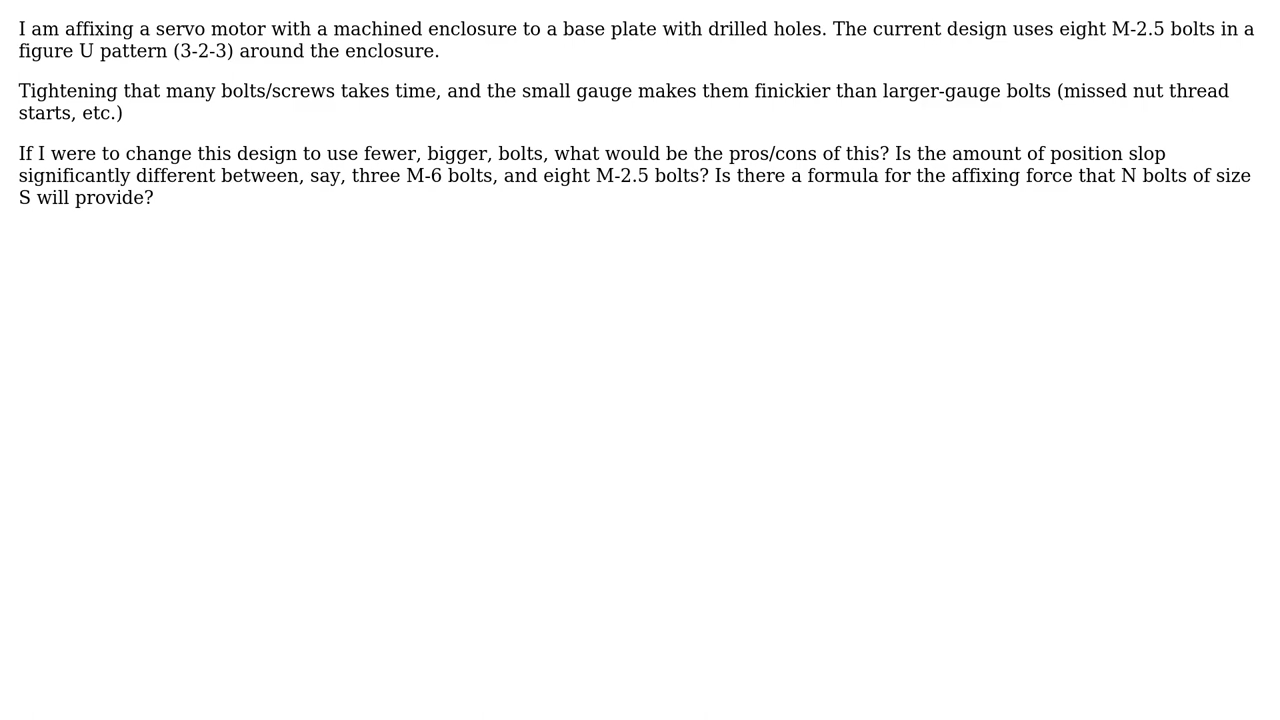 I am affixing a servo motor with a machined enclosure to a base plate with drilled holes. The current design uses eight M-2.5 bolts in a
figure U pattern (3-2-3) around the enclosure.
Tightening that many bolts/screws takes time, and the small gauge makes them finickier than larger-gauge bolts (missed nut thread
starts, etc.)
If I were to change this design to use fewer, bigger, bolts, what would be the pros/cons of this? Is the amount of position slop
significantly different between, say, three M-6 bolts, and eight M-2.5 bolts? Is there a formula for the affixing force that N bolts of size
S will provide?